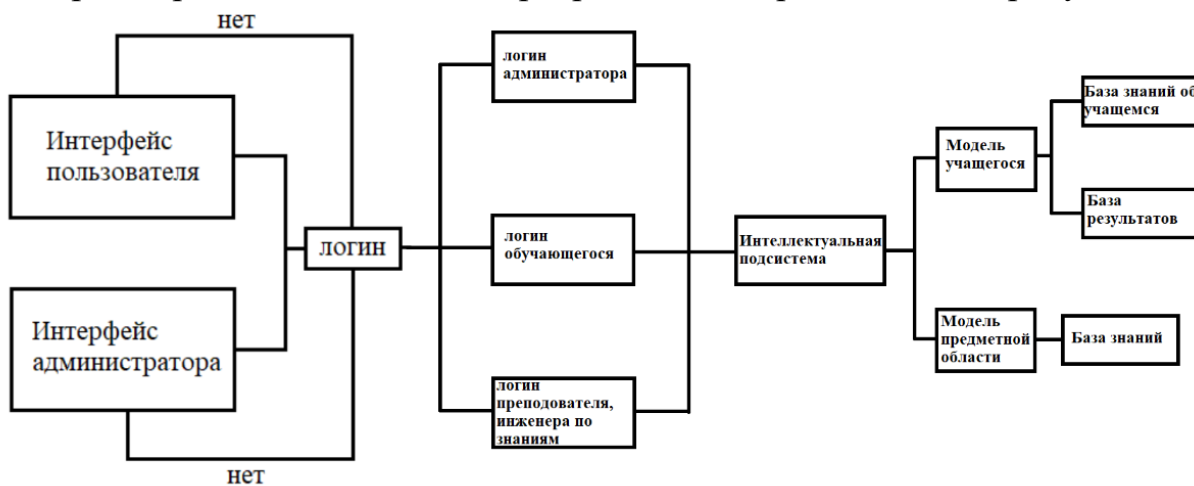 нет
Интерфейс
пользователя
Интерфейс
администратора
нет
логин
логин
администратора
логин
обучающегося
логин
преподователя,
инженера по
знаниям
Интеллектуальная
подсистема
Модель
учащегося
Модель
предметной
области
База знаний об
учащемся
База
результатов
База знаний